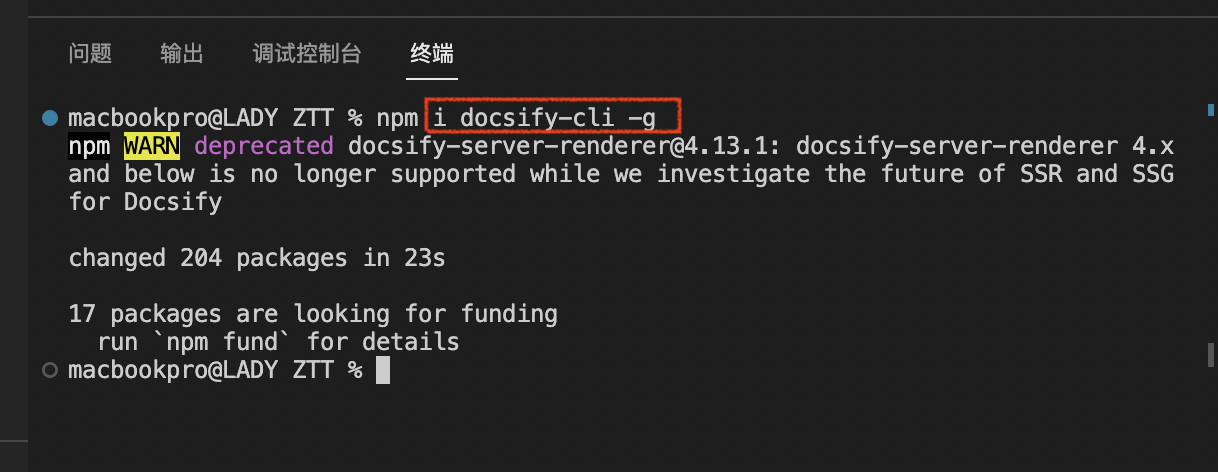 问题 输出 调试控制台 终端
macbookpro@LADY ZTT % npm i docsify-cli -g
npm WARN deprecated docsify-server-renderer@4.13.1: docsify-server-renderer 4.x
and below is no longer supported while we investigate the future of SSR and SSG
for Docsify
changed 204 packages in 23s
17 packages are looking for funding
run `npm fund` for details
macbookpro@LADY ZTT %